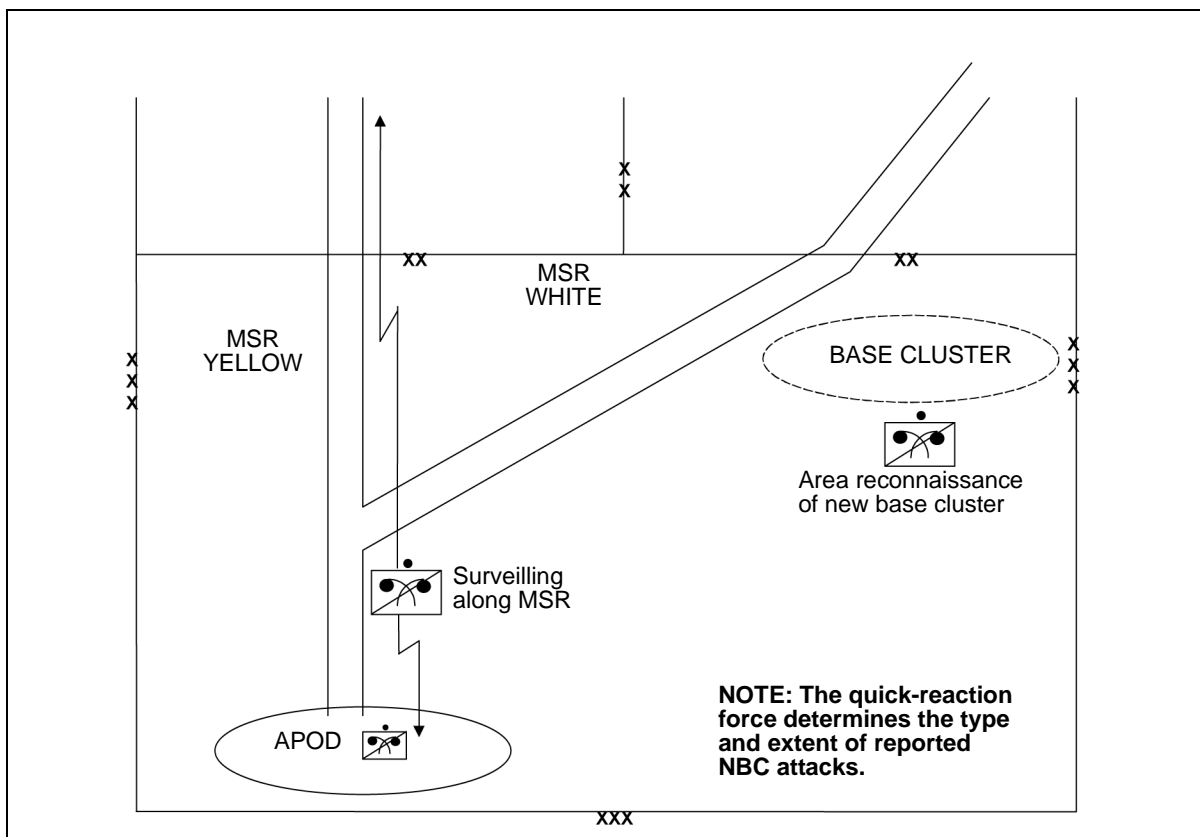 X
X
XX
MSR
WHITE
XX
MSR
YELLOW
X
X
X
BASE CLUSTER
X
X
X
Area reconnaissance
of new base cluster
Surveilling
along MSR
APOD
NOTE: The quick-reaction
force determines the type
and extent of reported
NBC attacks.
XXX